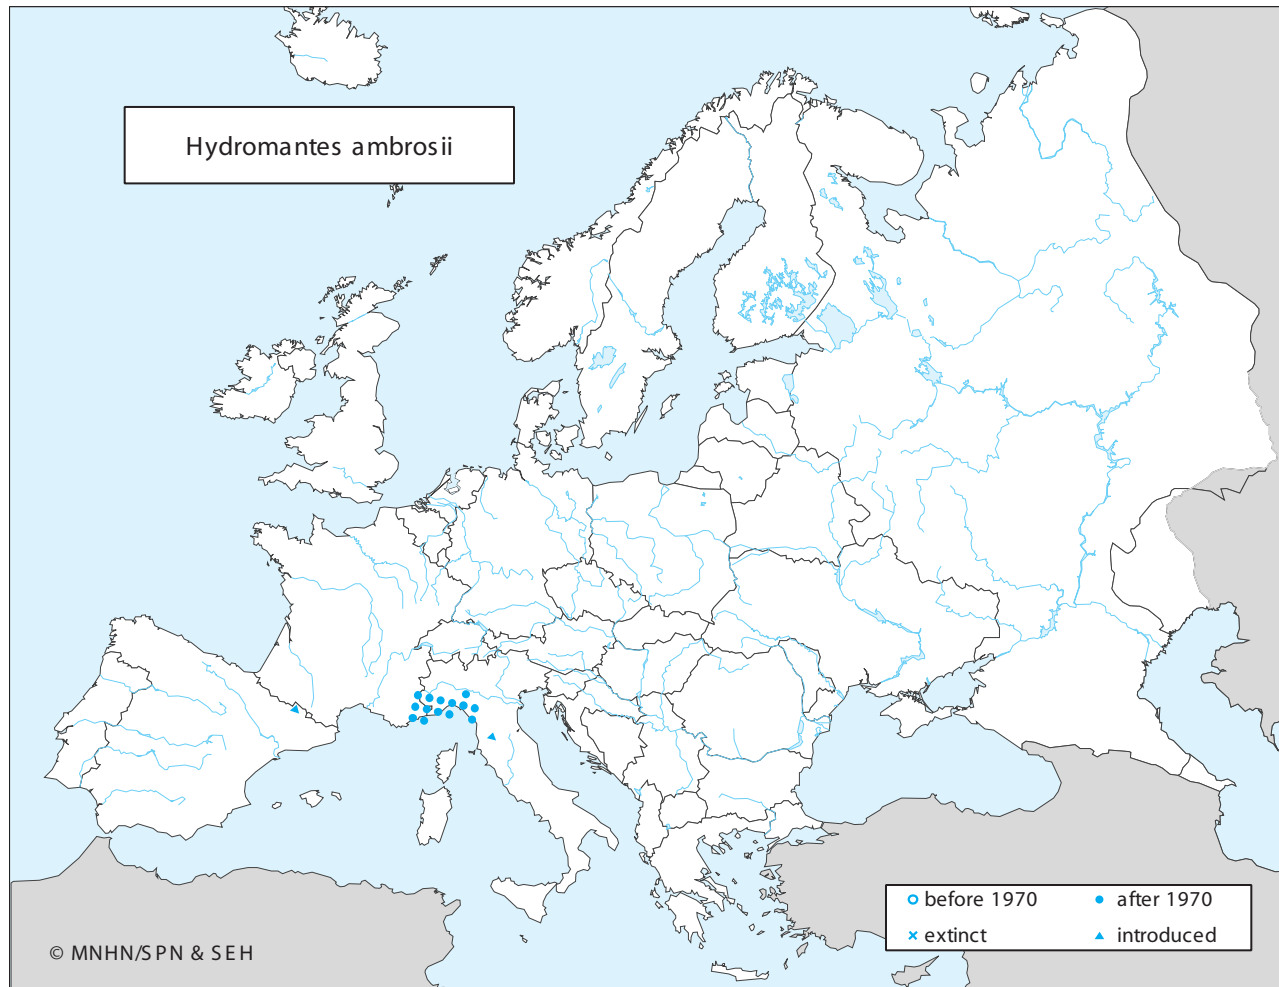 Hydromantes ambrosii
before 1970
after 1970
extinct
introduced
© MNHN/SPN & SEH